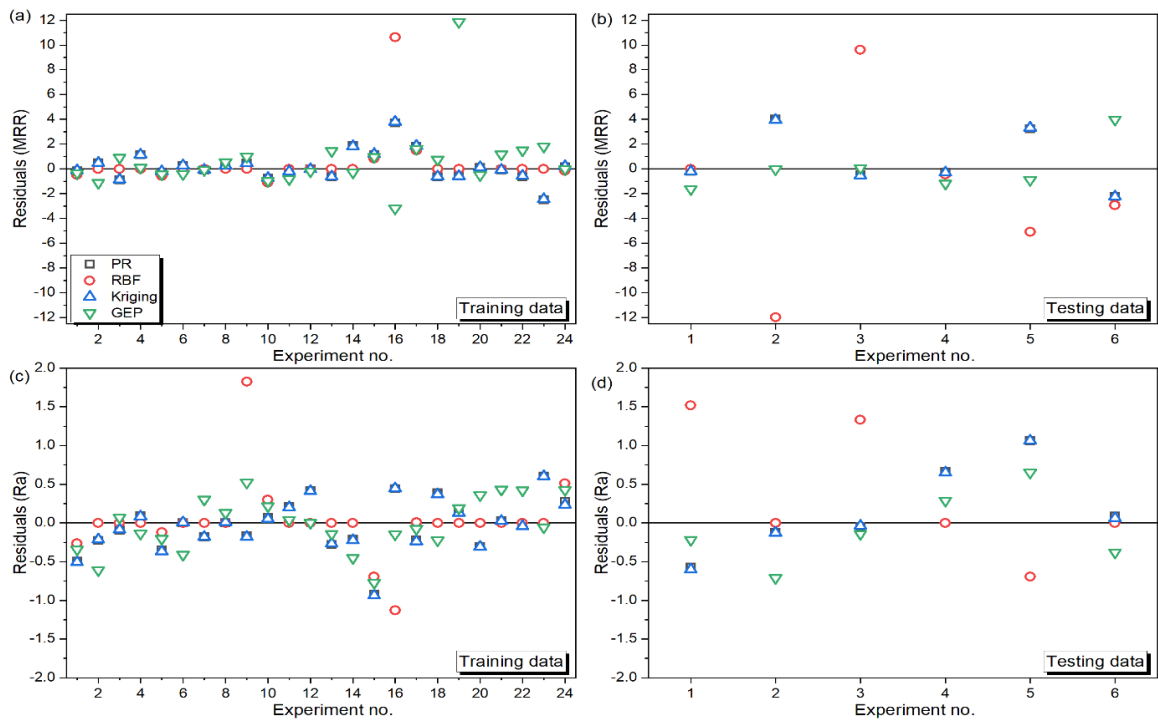 (a)
Residuals (MRR)
12
10
8
6
4
2
0
-2
-4
-6
-8
-10
-12
PR
RBF
Kriging
GEP
Training data
2 4 6 8 10 12 14 16 18 20 22 24
Experiment no.
(b)
Residuals (MRR)
12
10
8
6
4
2
0
-2
-4
-6
-8
-10
-12
Testing data
1 2 3 4 5 6
Experiment no.
(c)
Residuals (Ra)
2.0
1.5
1.0
0.5
0.0
-0.5
-1.0
-1.5
-2.0
Training data
2 4 6 8 10 12 14 16 18 20 22 24
Experiment no.
(d)
Residuals (Ra)
2.0
1.5
1.0
0.5
0.0
-0.5
-1.0
-1.5
-2.0
Testing data
1 2 3 4 5 6
Experiment no.